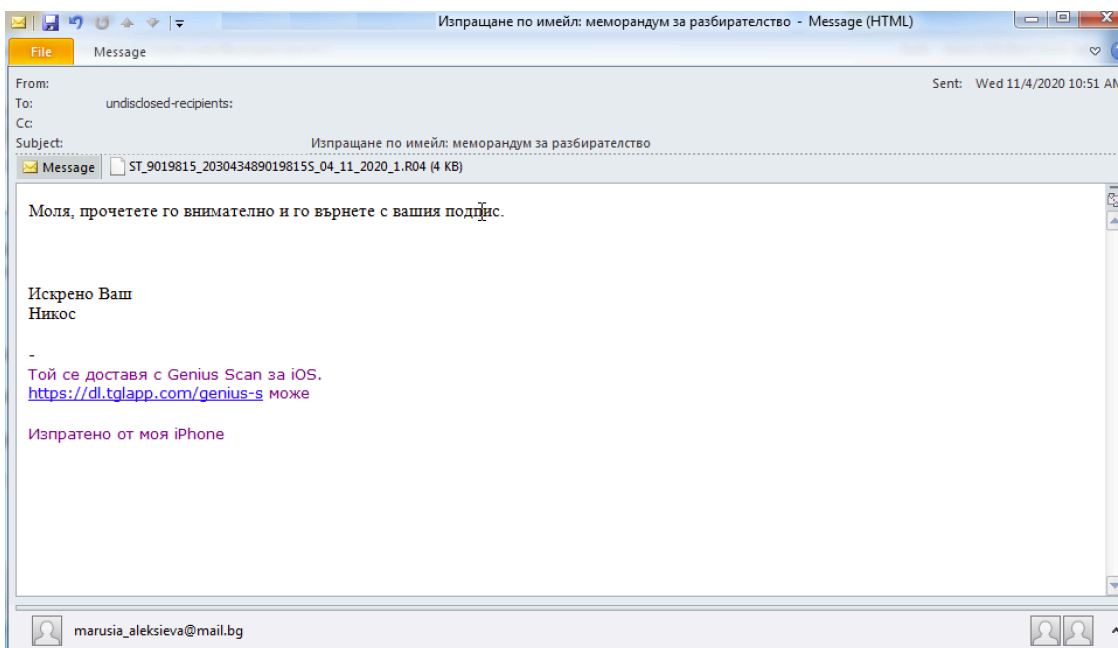 Изпращане по имейл: меморандум за разбирателство - Message (HTML)
File Message
From: Sent: Wed 11/4/2020 10:51 AM
To: undisclosed-recipients:
Cc:
Subject: Изпращане по имейл: меморандум за разбирателство
Message ST_9019815_203043489019815S_04_11_2020_1.R04 (4 KB)
Моля, прочетете го внимателно и го върнете с вашия подпис.
Искрено Ваш
Никос
-
Той се доставя с Genius Scan за iOS.
https://dl.tglapp.com/genius-s може
Изпратено от моя iPhone
marusia_aleksieva@mail.bg